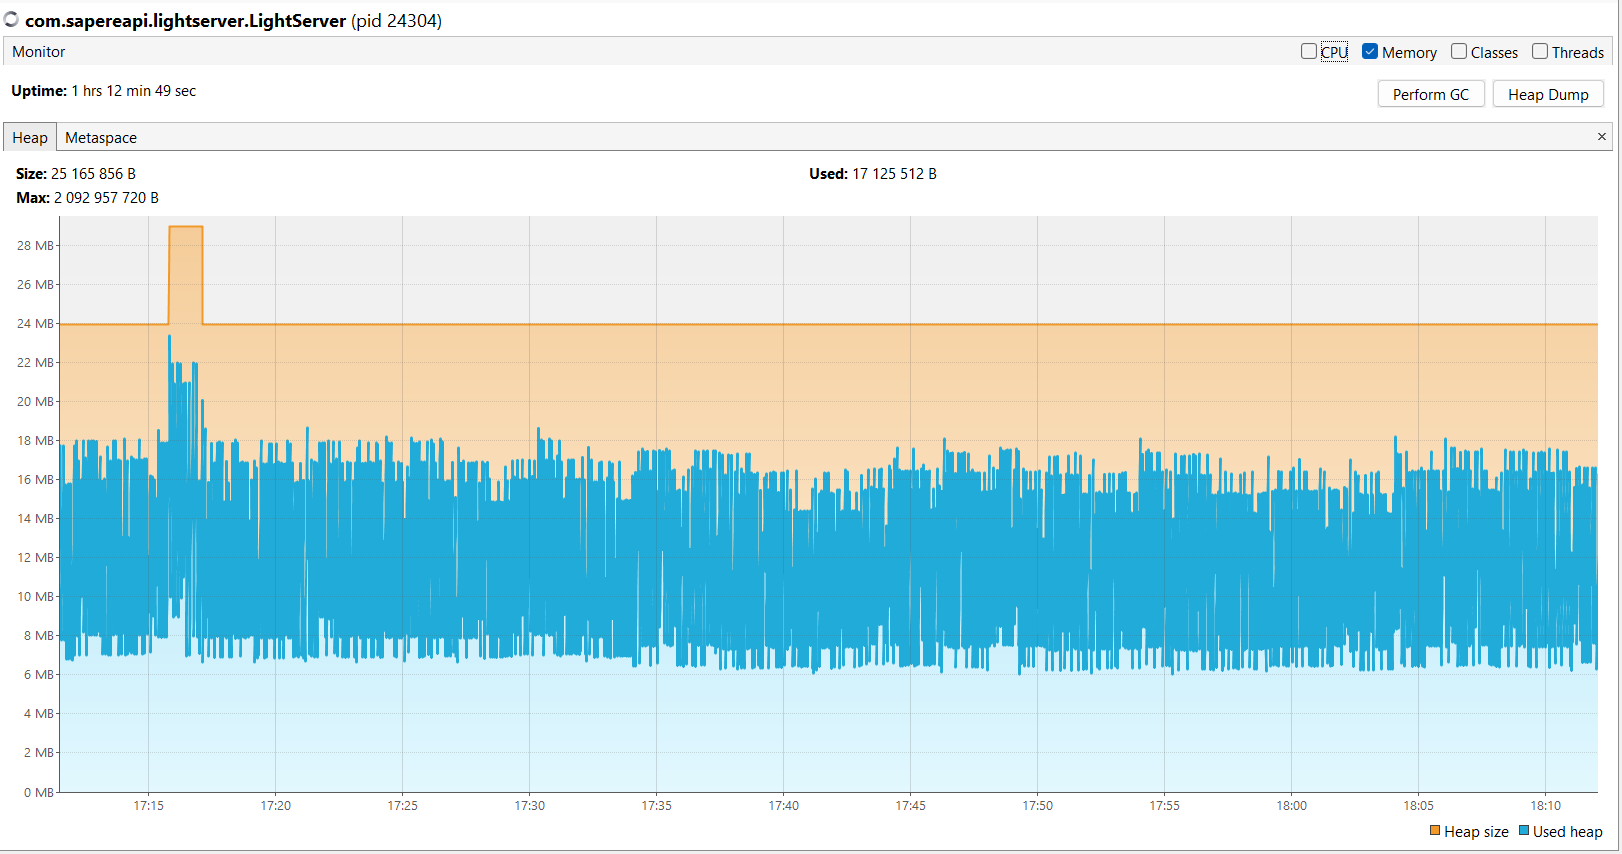 com.sapereapi.lightserver.LightServer (pid 24304)
Monitor CPU Memory Classes Threads
Uptime: 1 hrs 12 min 49 sec
Perform GC Heap Dump
Heap Metaspace ×
Size: 25 165 856 B Used: 17 125 512 B
Max: 2 092 957 720 B
28 MB
26 MB
24 MB
22 MB
20 MB
18 MB
16 MB
14 MB
12 MB
10 MB
8 MB
6 MB
4 MB
2 MB
0 MB
17:15 17:20 17:25 17:30 17:35 17:40 17:45 17:50 17:55 18:00 18:05 18:10
Heap size Used heap